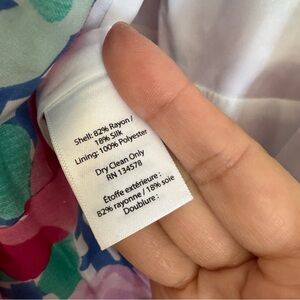 Shell: 82% Rayon /
18% Silk
Lining: 100% Polyester
Dry Clean Only
RN 134578
Étoffe extérieure :
82% rayonne / 18% soie
Doublure :